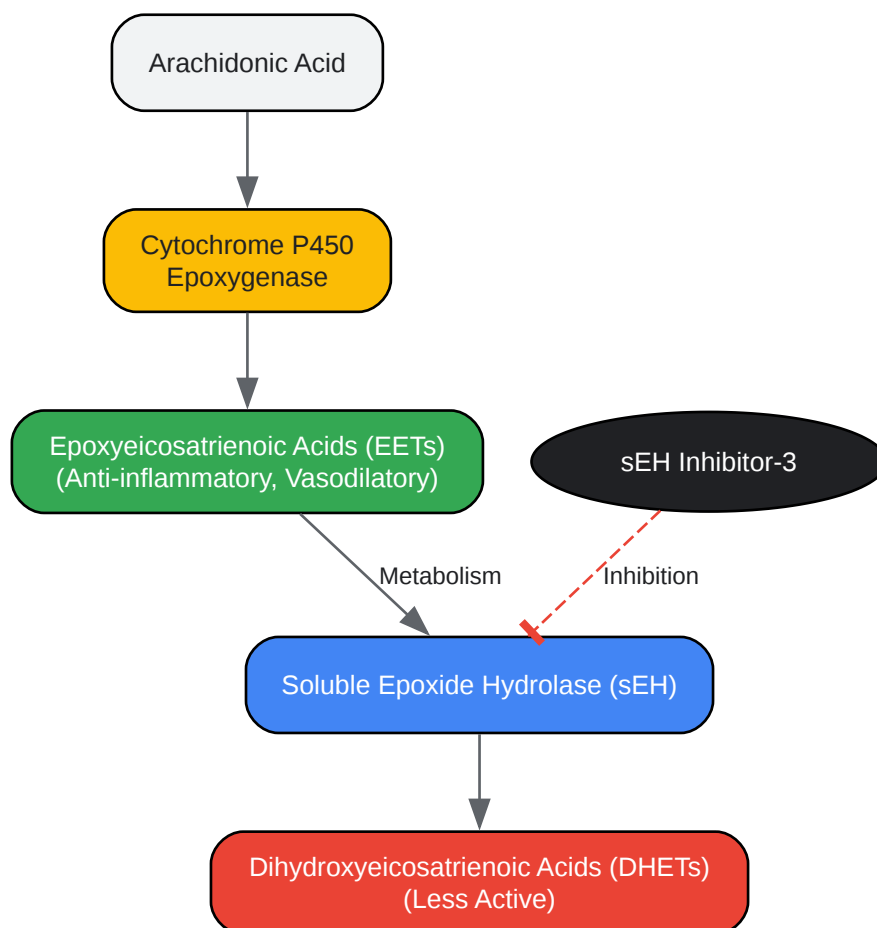 Arachidonic Acid
Cytochrome P450
Epoxygenase
Epoxyeicosatrienoic Acids (EETs)
(Anti-inflammatory, Vasodilatory)
sEH Inhibitor-3
Metabolism
Inhibition
Soluble Epoxide Hydrolase (sEH)
Dihydroxyeicosatrienoic Acids (DHETs)
(Less Active)